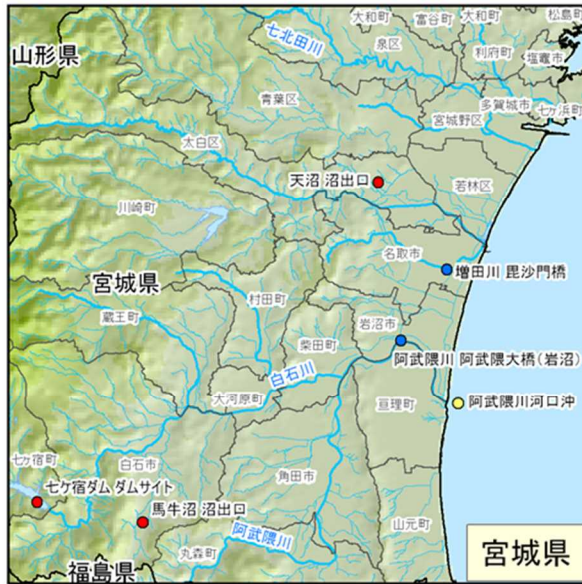 大和町
富谷町
大和町
松島町
七北田川
泉区
利府町
山形県
塩竈市
青葉区
多賀城市
七ヶ浜町
宮城野区
太白区
天沼 沼出口
若林区
川崎町
名取市
増田川 毘沙門橋
宮城県
村田町
蔵王町
岩沼市
柴田町
阿武隈川 阿武隈大橋(岩沼)
白石川
大河原町
亘理町
阿武隈川河口沖
七ヶ宿町
白石市
角田市
七ケ宿ダム ダムサイト
馬牛沼 沼出口
山元町
阿武隈川
丸森町
福島県
宮城県